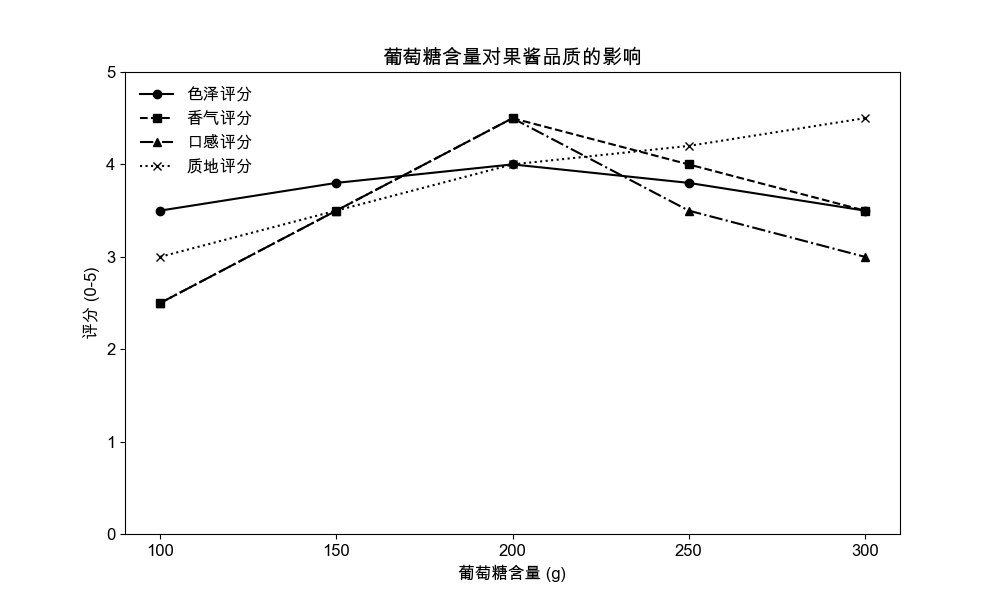 葡萄糖含量对果酱品质的影响
色泽评分
香气评分
口感评分
质地评分
评分 (0-5)
5
4
3
2
1
0
100 150 200 250 300
葡萄糖含量 (g)